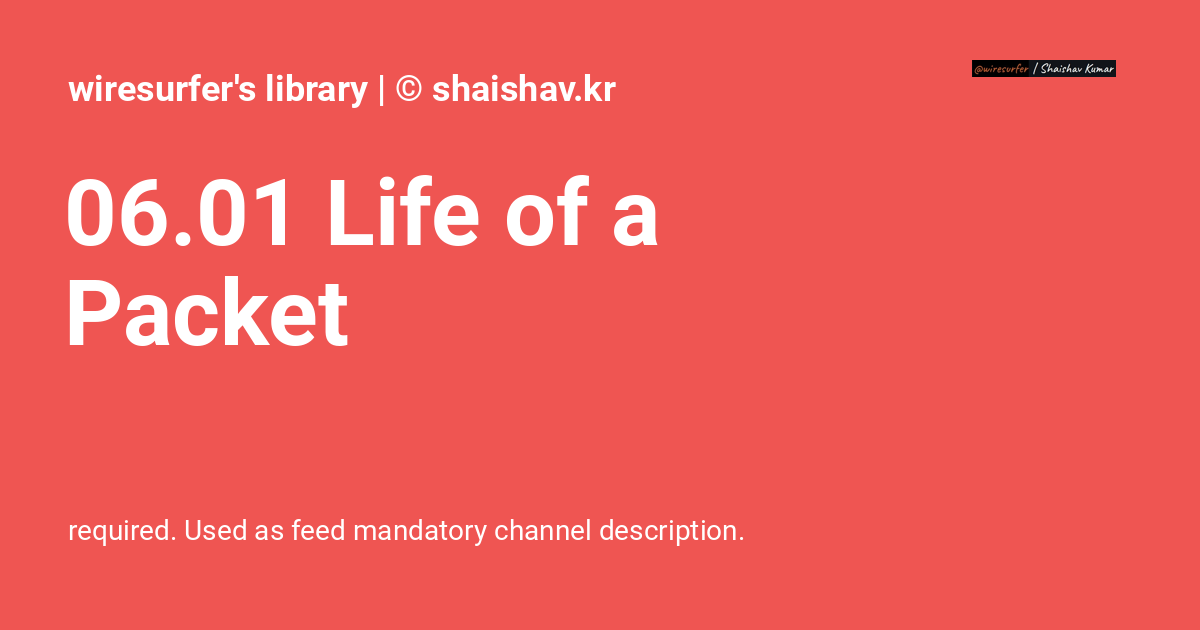 wiresurfer's library | © shaishav.kr
@wiresurfer / Shaishav Kumar
06.01 Life of a
Packet
required. Used as feed mandatory channel description.